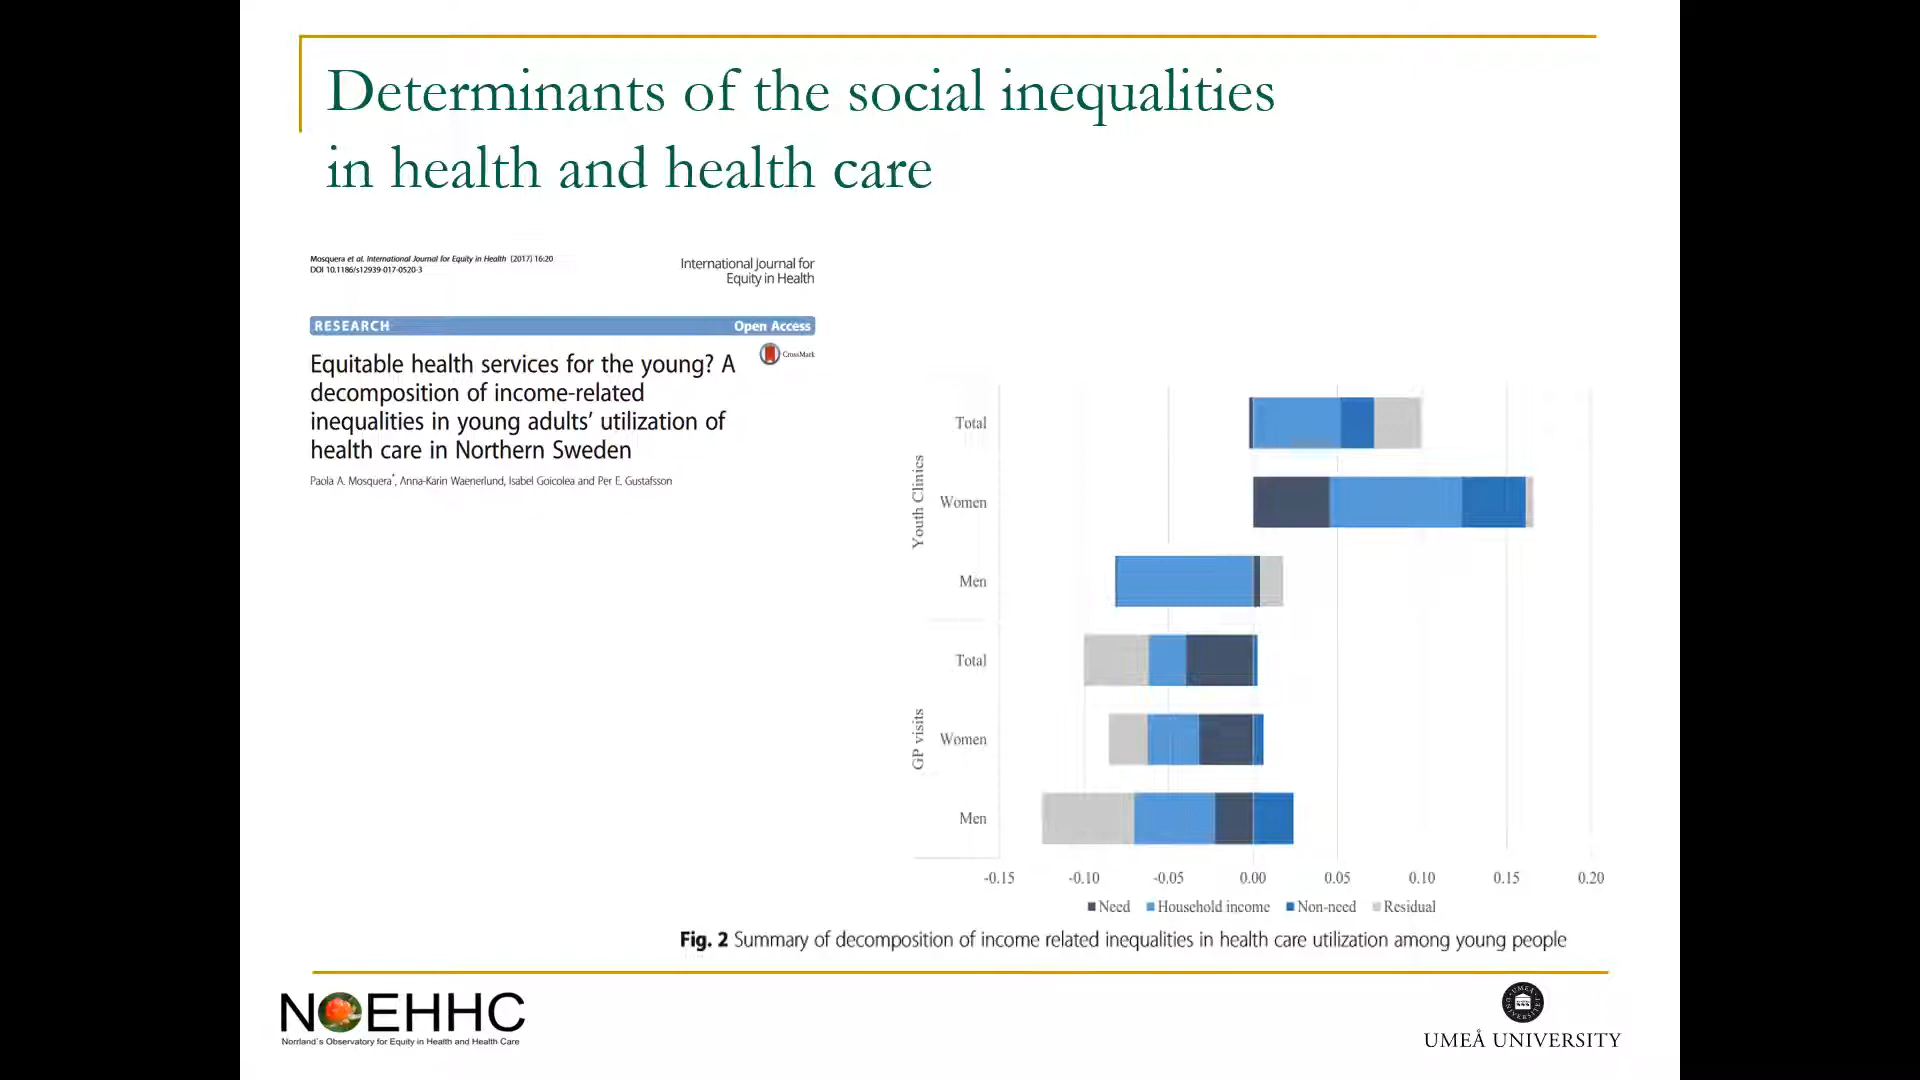 Determinants of the social inequalities
in health and health care
Mosquera et al. International Journal for Equity in Health (2017) 16:20
DOI 10.1186/s12939-017-0520-3
International Journal for
Equity in Health
RESEARCH
Open Access
CrossMark
Equitable health services for the young? A
decomposition of income-related
inequalities in young adults’ utilization of
health care in Northern Sweden
Paola A. Mosquera*, Anna-Karin Waenerlund, Isabel Goicolea and Per E. Gustafsson
Youth Clinics
Total
Women
Men
GP visits
Total
Women
Men
-0.15 -0.10 -0.05 0.00 0.05 0.10 0.15 0.20
Need Household income Non-need Residual
Fig. 2 Summary of decomposition of income related inequalities in health care utilization among young people
NOEHHC
Norrland´s Observatory for Equity in Health and Health Care
UMEÅ UNIVERSITY